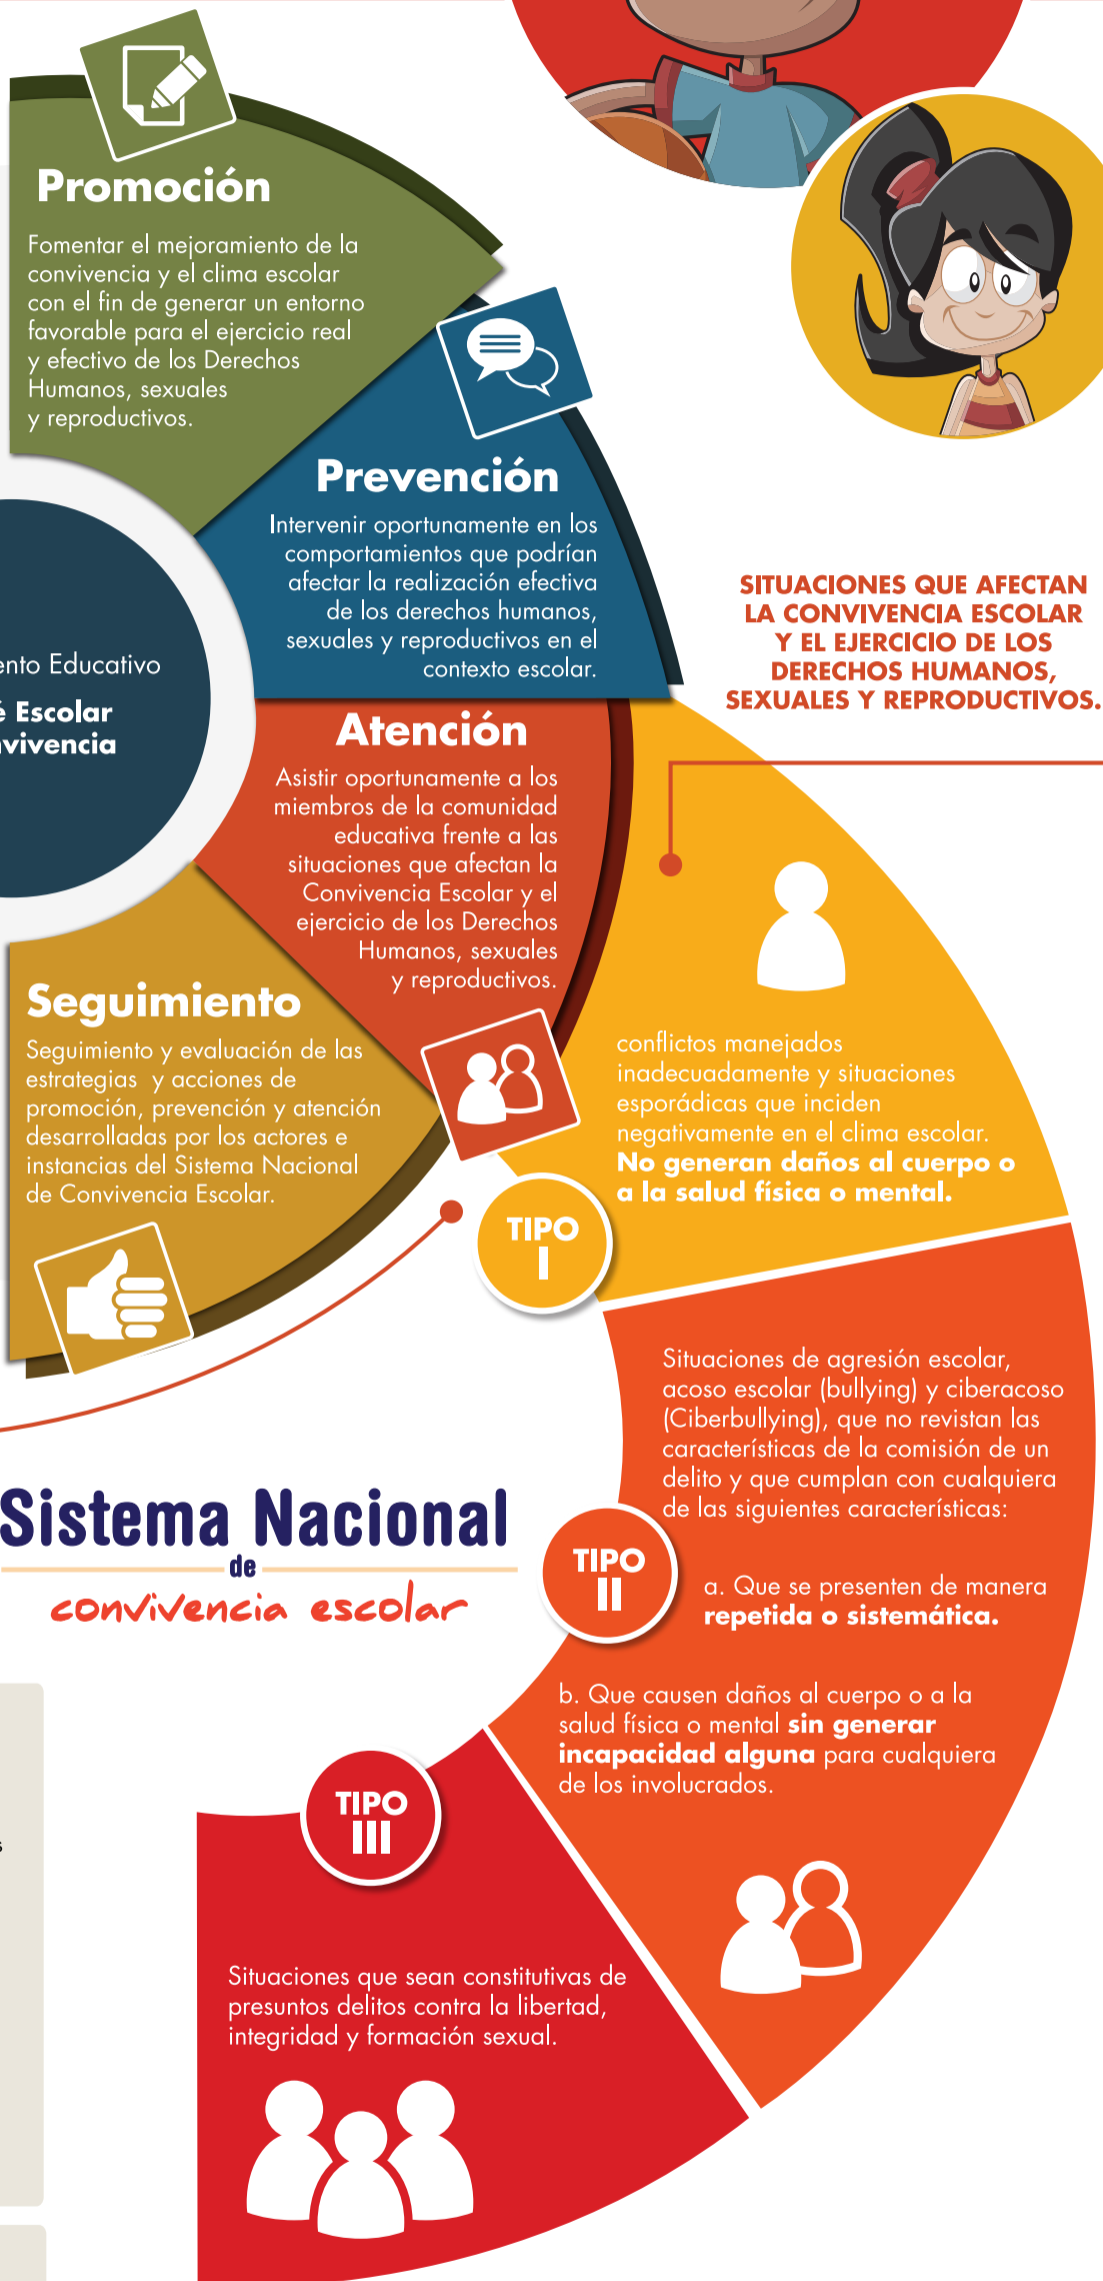 Promoción
Fomentar el mejoramiento de la
convivencia y el clima escolar
con el fin de generar un entorno
favorable para el ejercicio real
y efectivo de los Derechos
Humanos, sexuales
y reproductivos.
Prevención
Intervenir oportunamente en los
comportamientos que podrían
afectar la realización efectiva
de los derechos humanos,
sexuales y reproductivos en el
contexto escolar.
SITUACIONES QUE AFECTAN
LA CONVIVENCIA ESCOLAR
Y EL EJERCICIO DE LOS
DERECHOS HUMANOS,
SEXUALES Y REPRODUCTIVOS.
Educativo
Escolar
Atención
Asistir oportunamente a los
miembros de la comunidad
educativa frente a las
situaciones que afectan la
Convivencia Escolar y el
ejercicio de los Derechos
Humanos, sexuales
y reproductivos.
Seguimiento
Seguimiento y evaluación de las
estrategias y acciones de
promoción, prevención y atención
desarrolladas por los actores e
instancias del Sistema Nacional
de Convivencia Escolar.
conflictos manejados
inadecuadamente y situaciones
esporádicas que inciden
negativamente en el clima escolar.
No generan daños al cuerpo o
a la salud física o mental.
TIPO
I
Situaciones de agresión escolar,
acoso escolar (bullying) y ciberacoso
(Ciberbullying), que no revistan las
características de la comisión de un
delito y que cumplan con cualquiera
de las siguientes características:
TIPO
II
a. Que se presenten de manera
repetida o sistemática.
b. Que causen daños al cuerpo o a la
salud física o mental sin generar
incapacidad alguna para cualquiera
de los involucrados.
Sistema Nacional
de
convivencia escolar
TIPO
III
Situaciones que sean constitutivas de
presuntos delitos contra la libertad,
integridad y formación sexual.